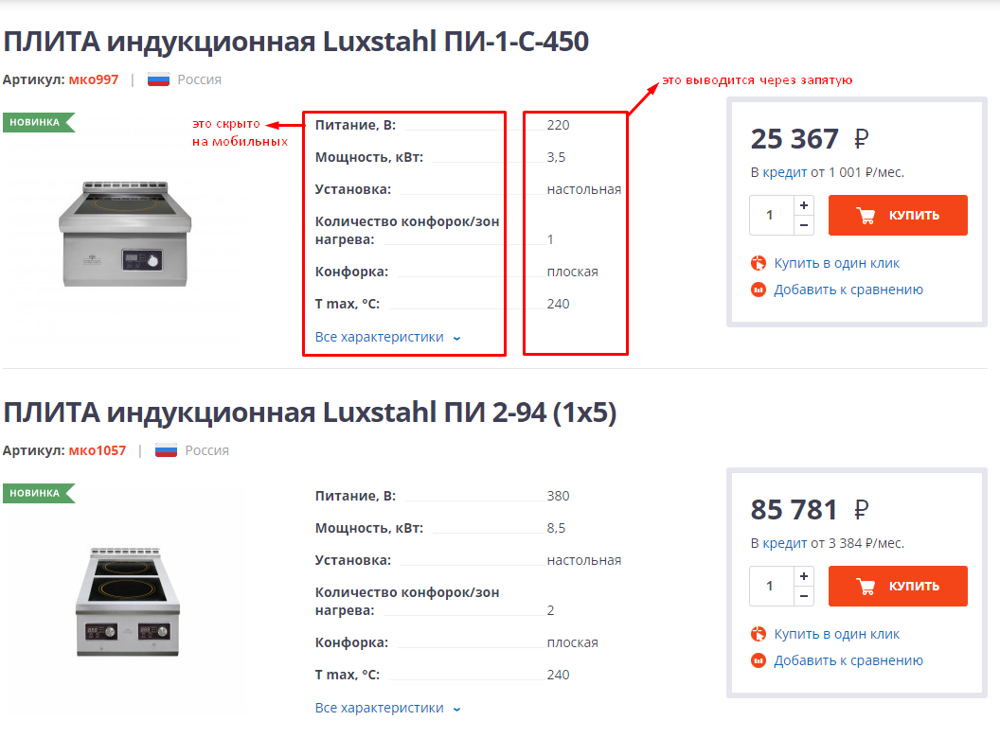 ПЛИТА индукционная Luxstahl ПИ-1-С-450
Артикул: мко997 | Россия
это выводится через запятую
НОВИНКА
это скрыто
на мобильных
Питание, В: 220
Мощность, кВт: 3,5
Установка: настольная
Количество конфорок/зон
нагрева: 1
Конфорка: плоская
T max, °C: 240
Все характеристики
25 367 ₽
В кредит от 1 001 ₽/мес.
1 + −
КУПИТЬ
Купить в один клик
Добавить к сравнению
ПЛИТА индукционная Luxstahl ПИ 2-94 (1х5)
Артикул: мко1057 | Россия
НОВИНКА
Питание, В: 380
Мощность, кВт: 8,5
Установка: настольная
Количество конфорок/зон
нагрева: 2
Конфорка: плоская
T max, °C: 240
Все характеристики
85 781 ₽
В кредит от 3 384 ₽/мес.
1 + −
КУПИТЬ
Купить в один клик
Добавить к сравнению